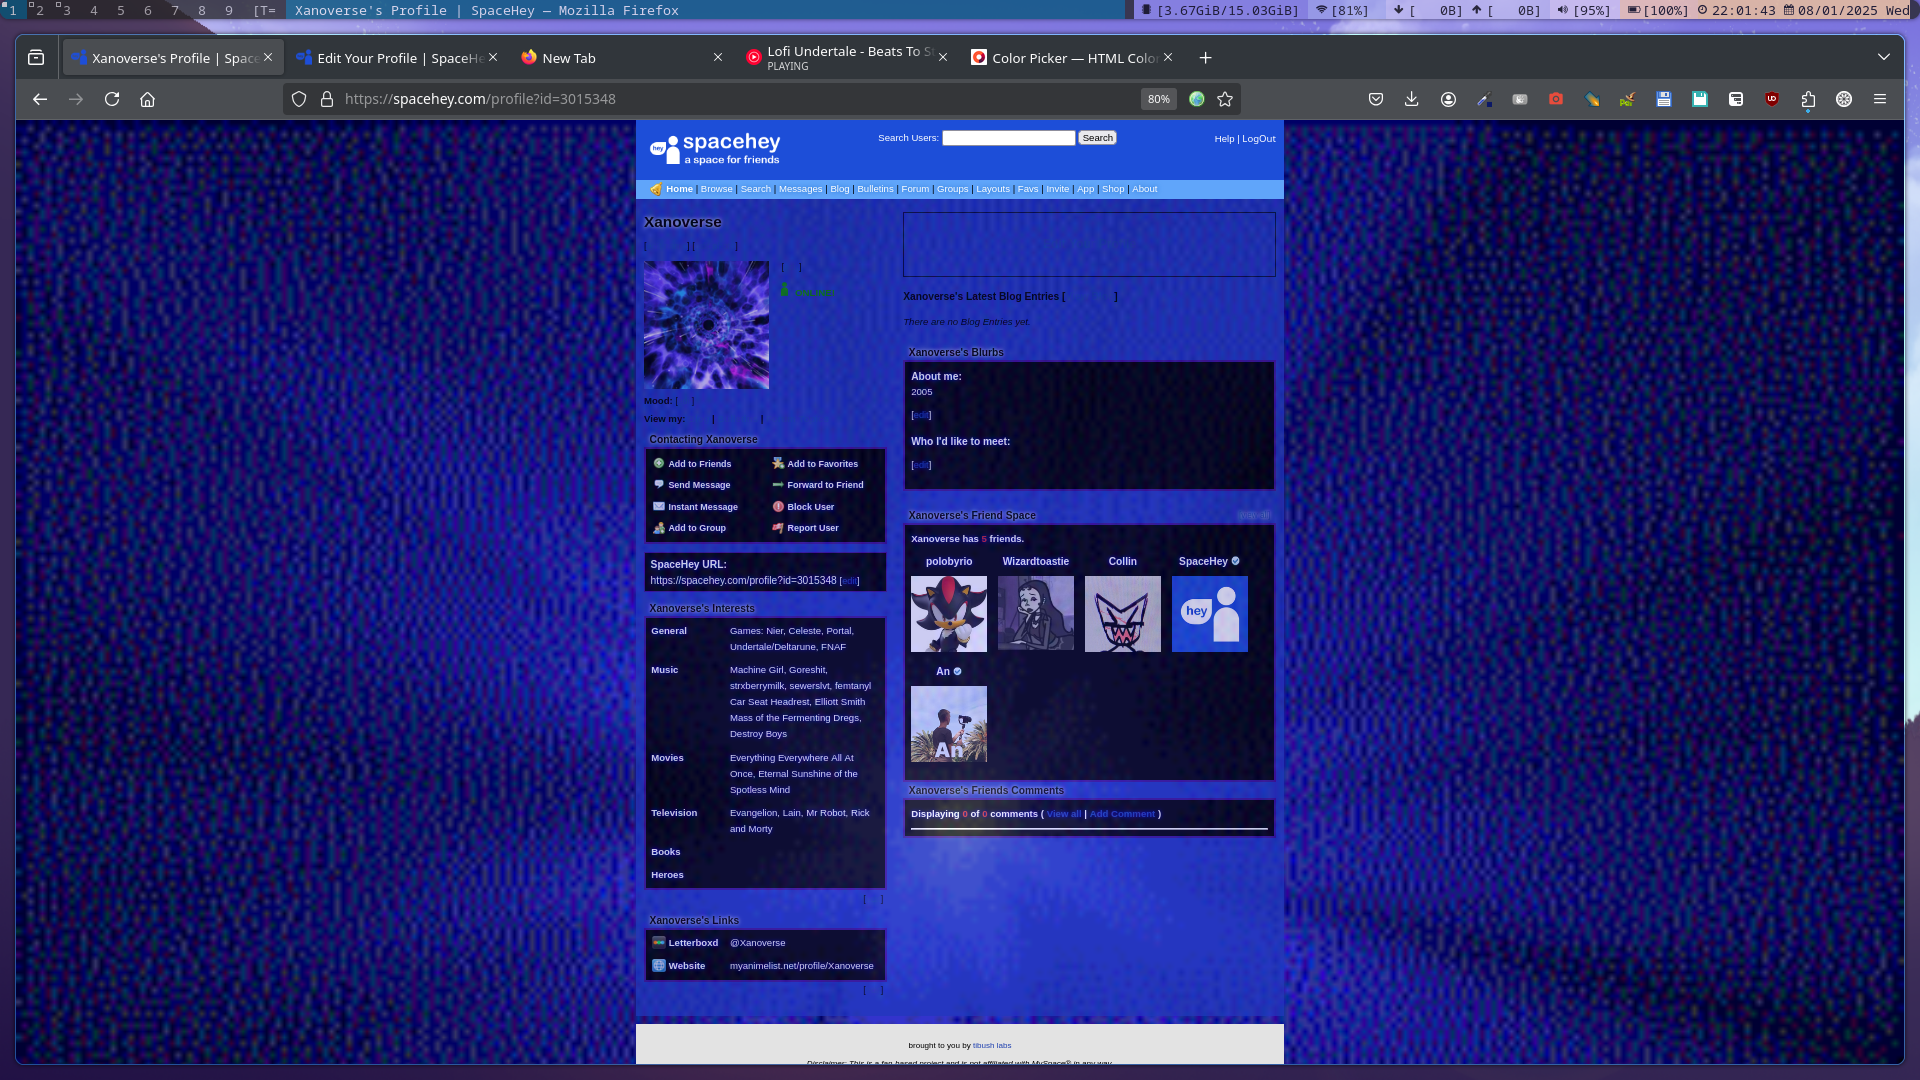 1 2 3 4 5 6 7 8 9 [T= Xanoverse's Profile | SpaceHey — Mozilla Firefox [3.67GiB/15.03GiB] [81%] [ 0B] [ 0B] [95%] [100%] 22:01:43 08/01/2025 Wed
Xanoverse's Profile | Space
Edit Your Profile | SpaceHe
New Tab
Lofi Undertale - Beats To S
PLAYING
Color Picker — HTML Color
https://spacehey.com/profile?id=3015348
80%
hey spacehey
a space for friends
Search Users: Search
Help | LogOut
Home | Browse | Search | Messages | Blog | Bulletins | Forum | Groups | Layouts | Favs | Invite | App | Shop | About
Xanoverse
[ ] [ ]
[ ]
ONLINE!
Mood: [ ]
View my: | |
Contacting Xanoverse
Add to Friends Add to Favorites
Send Message Forward to Friend
Instant Message Block User
Add to Group Report User
SpaceHey URL:
https://spacehey.com/profile?id=3015348 [edit]
Xanoverse's Interests
General Games: Nier, Celeste, Portal,
Undertale/Deltarune, FNAF
Music Machine Girl, Goreshit,
strxberrymilk, sewerslvt, femtanyl
Car Seat Headrest, Elliott Smith
Mass of the Fermenting Dregs,
Destroy Boys
Movies Everything Everywhere All At
Once, Eternal Sunshine of the
Spotless Mind
Television Evangelion, Lain, Mr Robot, Rick
and Morty
Books
Heroes
[ ]
Xanoverse's Links
Letterboxd @Xanoverse
Website myanimelist.net/profile/Xanoverse
[ ]
Xanoverse's Latest Blog Entries [ ]
There are no Blog Entries yet.
Xanoverse's Blurbs
About me:
2005
[edit]
Who I'd like to meet:
[edit]
Xanoverse's Friend Space
Xanoverse has 5 friends.
polobyrio Wizardtoastie Collin SpaceHey
hey
An
An
Xanoverse's Friends Comments
Displaying 0 of 0 comments ( View all | Add Comment )
brought to you by tibush labs
Disclaimer: This is a fan-based project and is not affiliated with MySpace® in any way.